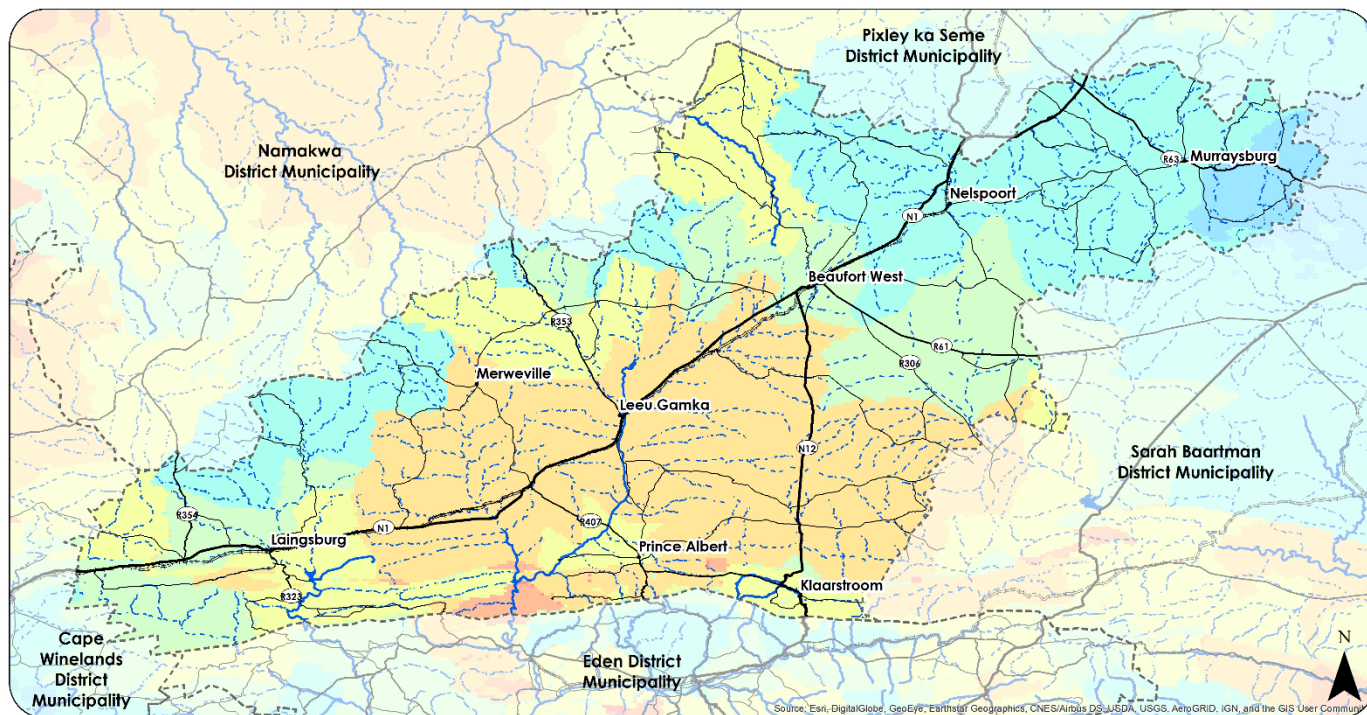 Pixley ka Seme
District Municipality
Namakwa
District Municipality
R63
Murraysburg
Nelspoort
N1
Beaufort West
R353
R61
R306
Merweville
Leeu Gamka
N12
Sarah Baartman
District Municipality
R354
N1
R407
Laingsburg
Prince Albert
Klaarstroom
R323
Cape
Winelands
District
Municipality
Eden District
Municipality
N
Source: Esri, DigitalGlobe, GeoEye, Earthstar Geographics, CNES/Airbus DS, USDA, USGS, AeroGRID, IGN, and the GIS User Community